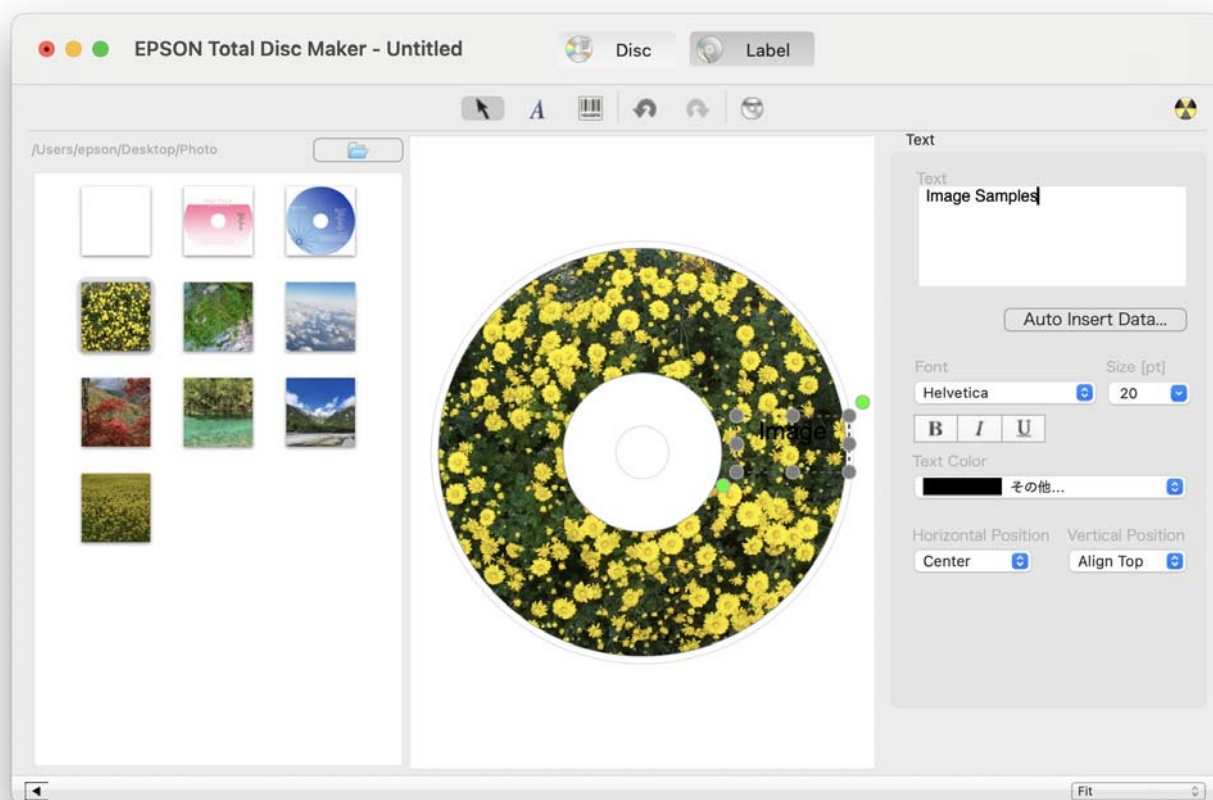 EPSON Total Disc Maker - Untitled
Disc
Label
A
/Users/epson/Desktop/Photo
Text
Text
Image Samples
Auto Insert Data...
Font
Size [pt]
Helvetica
20
B I U
Text Color
その他...
Horizontal Position
Vertical Position
Center
Align Top
Image
Fit